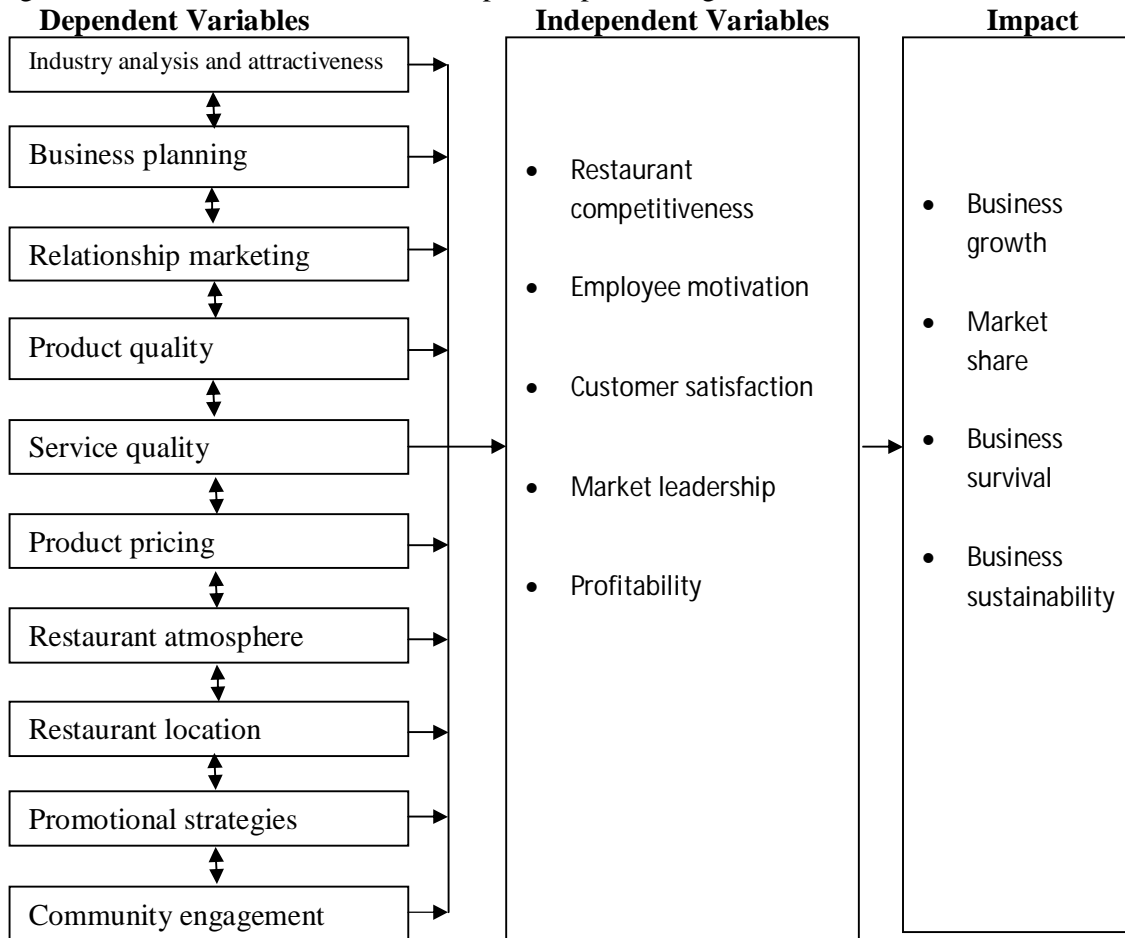 Dependent Variables
Independent Variables
Impact
Industry analysis and attractiveness
Business planning
Relationship marketing
Product quality
Service quality
Product pricing
Restaurant atmosphere
Restaurant location
Promotional strategies
Community engagement
• Restaurant
competitiveness
• Employee motivation
• Customer satisfaction
• Market leadership
• Profitability
• Business
growth
• Market
share
• Business
survival
• Business
sustainability